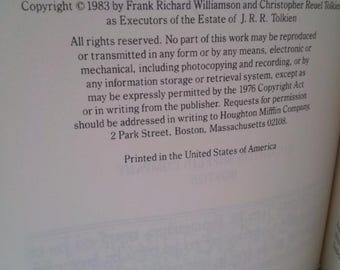 Copyright © 1983 by Frank Richard Williamson and Christopher Reuel Tolkien
as Executors of the Estate of J. R. R. Tolkien
All rights reserved. No part of this work may be reproduced
or transmitted in any form or by any means, electronic or
mechanical, including photocopying and recording, or by
any information storage or retrieval system, except as
may be expressly permitted by the 1976 Copyright Act
or in writing from the publisher. Requests for permission
should be addressed in writing to Houghton Mifflin Company,
2 Park Street, Boston, Massachusetts 02108.
Printed in the United States of America